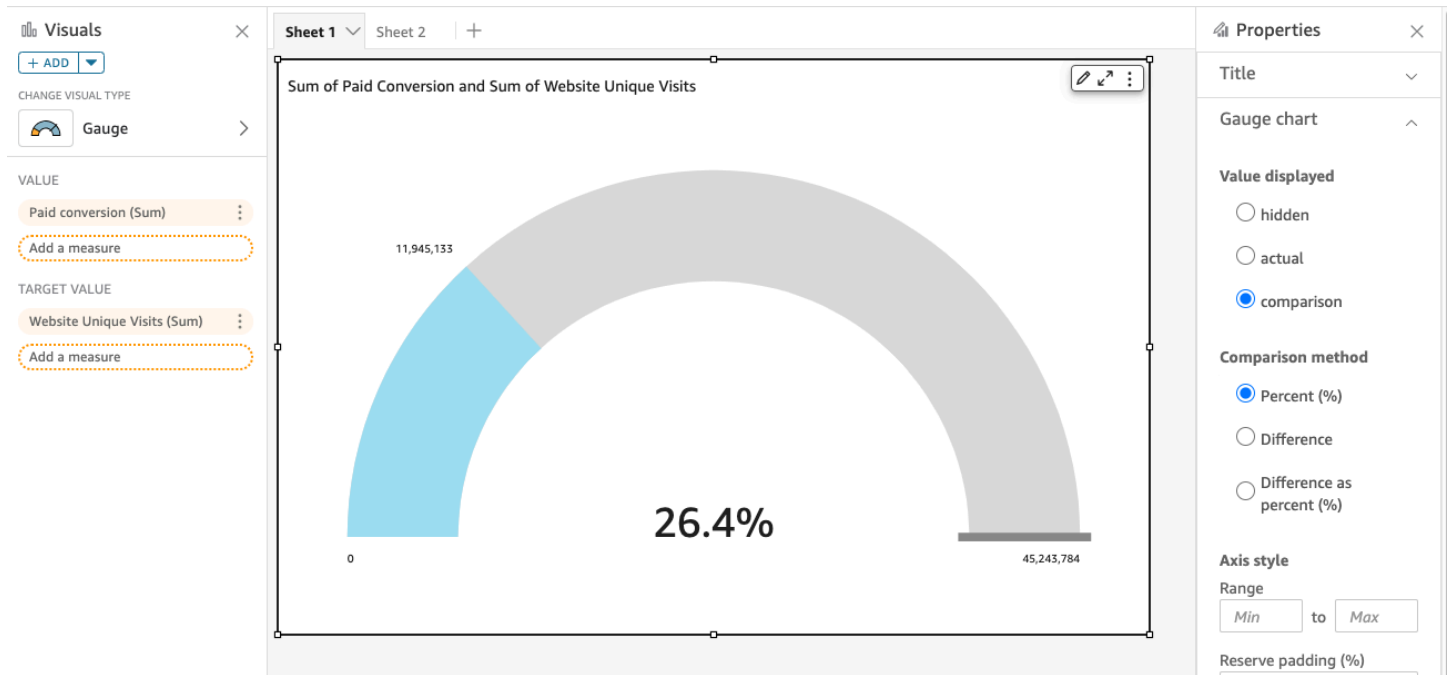 Visuals
+ ADD
CHANGE VISUAL TYPE
Gauge
VALUE
Paid conversion (Sum)
Add a measure
TARGET VALUE
Website Unique Visits (Sum)
Add a measure
Sheet 1
Sheet 2
Sum of Paid Conversion and Sum of Website Unique Visits
11,945,133
26.4%
0
45,243,784
Properties
Title
Gauge chart
Value displayed
hidden
actual
comparison
Comparison method
Percent (%)
Difference
Difference as
percent (%)
Axis style
Range
Min to Max
Reserve padding (%)